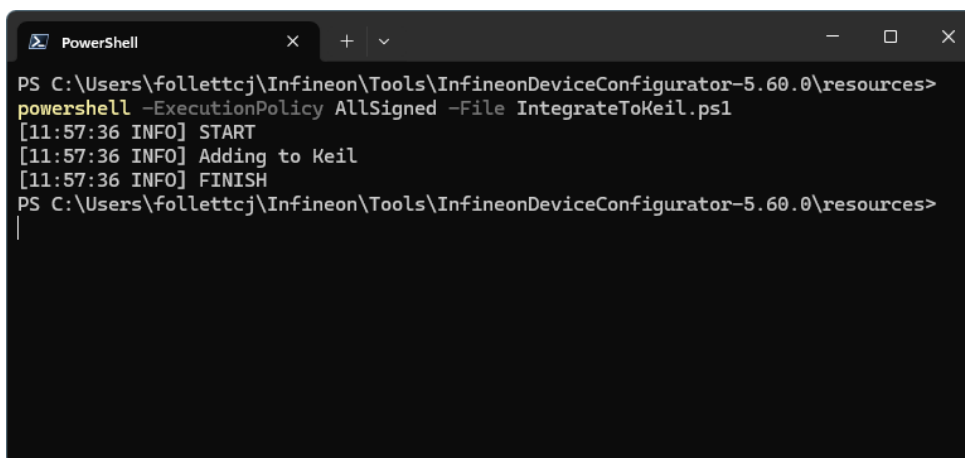 PowerShell
PS C:\Users\follettcj\Infineon\Tools\InfineonDeviceConfigurator-5.60.0\resources>
powershell -ExecutionPolicy AllSigned -File IntegrateToKeil.ps1
[11:57:36 INFO] START
[11:57:36 INFO] Adding to Keil
[11:57:36 INFO] FINISH
PS C:\Users\follettcj\Infineon\Tools\InfineonDeviceConfigurator-5.60.0\resources>